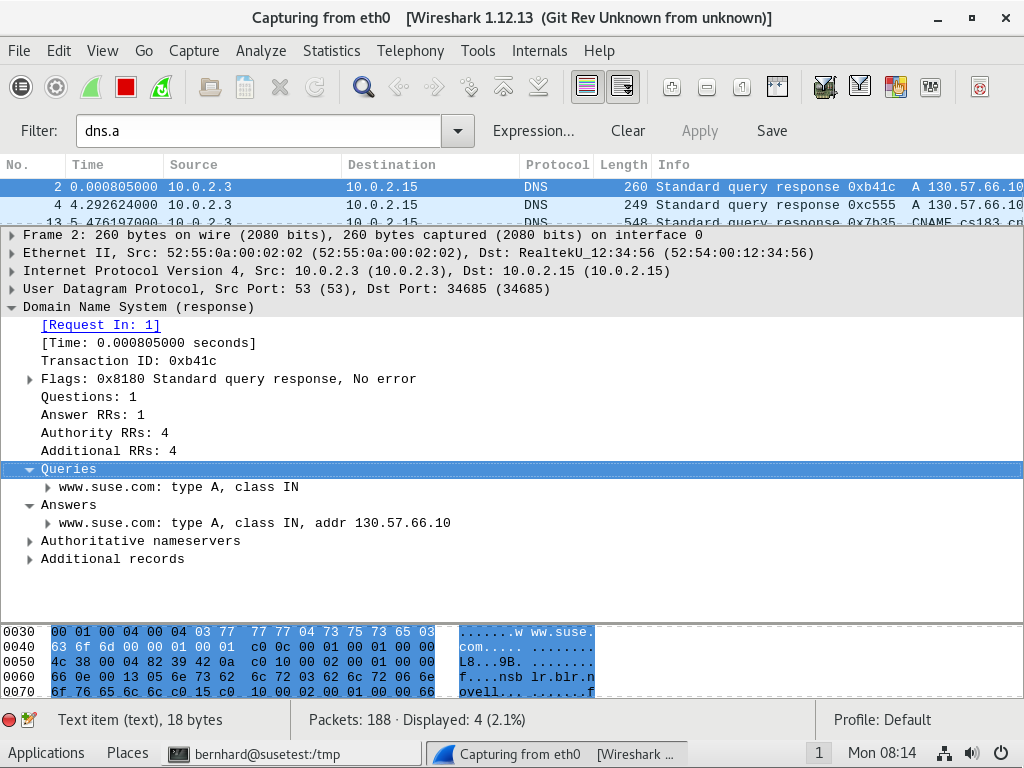 Capturing from eth0 [Wireshark 1.12.13 (Git Rev Unknown from unknown)]
File Edit View Go Capture Analyze Statistics Telephony Tools Internals Help
Filter: dns.a Expression... Clear Apply Save
No. Time Source Destination Protocol Length Info
2 0.000805000 10.0.2.3 10.0.2.15 DNS 260 Standard query response 0xb41c A 130.57.66.10
4 4.292624000 10.0.2.3 10.0.2.15 DNS 249 Standard query response 0xc555 A 130.57.66.10
13 5.476197000 10.0.2.3 10.0.2.15 DNS 548 Standard query response 0x7b35 CNAME cs183.cn
Frame 2: 260 bytes on wire (2080 bits), 260 bytes captured (2080 bits) on interface 0
Ethernet II, Src: 52:55:0a:00:02:02 (52:55:0a:00:02:02), Dst: RealtekU_12:34:56 (52:54:00:12:34:56)
Internet Protocol Version 4, Src: 10.0.2.3 (10.0.2.3), Dst: 10.0.2.15 (10.0.2.15)
User Datagram Protocol, Src Port: 53 (53), Dst Port: 34685 (34685)
Domain Name System (response)
[Request In: 1]
[Time: 0.000805000 seconds]
Transaction ID: 0xb41c
Flags: 0x8180 Standard query response, No error
Questions: 1
Answer RRs: 1
Authority RRs: 4
Additional RRs: 4
Queries
www.suse.com: type A, class IN
Answers
www.suse.com: type A, class IN, addr 130.57.66.10
Authoritative nameservers
Additional records
0030 00 01 00 04 00 04 03 77 77 77 04 73 75 73 65 03 .......w ww.suse.
0040 63 6f 6d 00 00 01 00 01 c0 0c 00 01 00 01 00 00 com..... ........
0050 4c 38 00 04 82 39 42 0a c0 10 00 02 00 01 00 00 L8...9B. ........
0060 66 0e 00 13 05 6e 73 62 6c 72 03 62 6c 72 06 6e f....nsb lr.blr.n
0070 6f 76 65 6c 6c c0 15 c0 10 00 02 00 01 00 00 66 ovell... .......f
Text item (text), 18 bytes Packets: 188 · Displayed: 4 (2.1%) Profile: Default
Applications Places bernhard@susetest:/tmp Capturing from eth0 [Wireshark ... 1 Mon 08:14